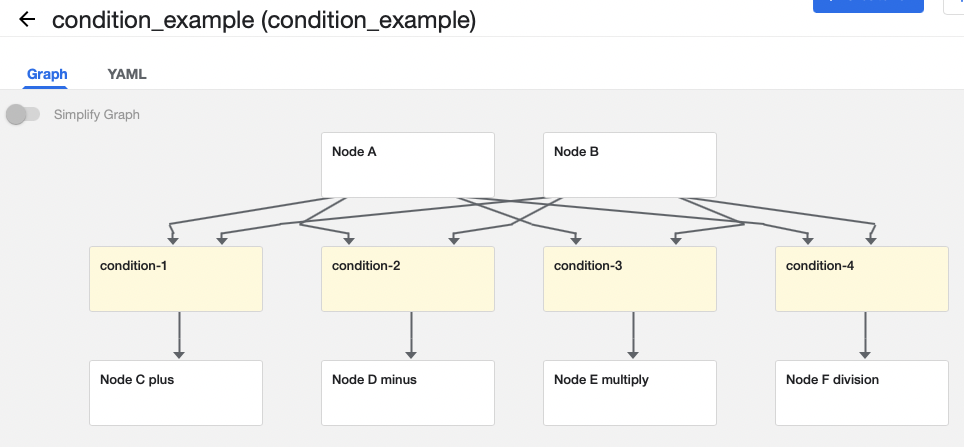 condition_example (condition_example)
Graph YAML
Simplify Graph
Node A Node B
condition-1 condition-2 condition-3 condition-4
Node C plus Node D minus Node E multiply Node F division